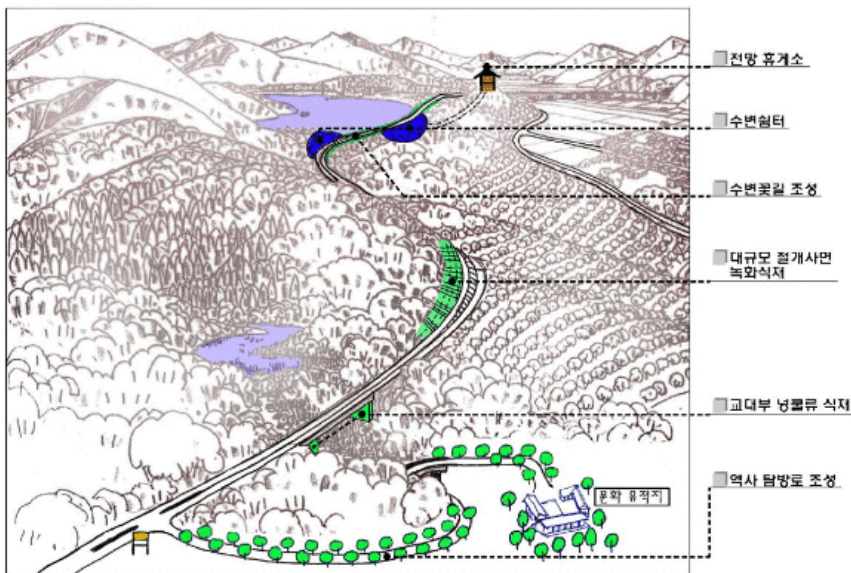 전망 휴게소
수변쉼터
수변꽃길 조성
대규모 절개사면
녹화식재
교대부 넝쿨류 식재
문화 유적지
역사 탐방로 조성